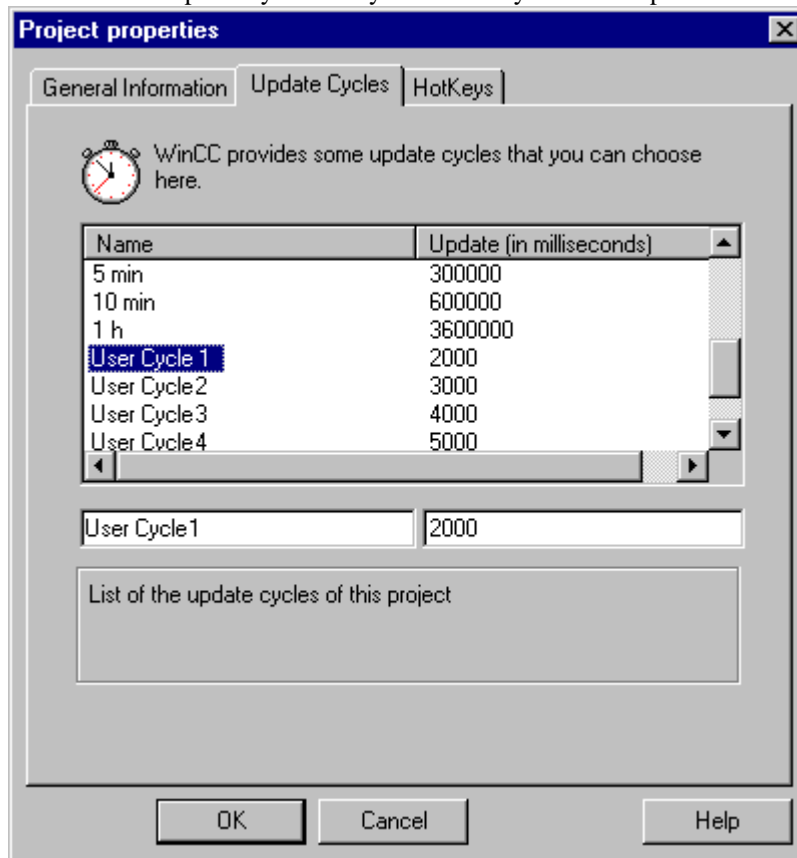 Project properties
General Information Update Cycles HotKeys
WinCC provides some update cycles that you can choose
here.
Name Update (in milliseconds)
5 min 300000
10 min 600000
1 h 3600000
User Cycle 1 2000
User Cycle2 3000
User Cycle3 4000
User Cycle4 5000
User Cycle1 2000
List of the update cycles of this project
OK Cancel Help